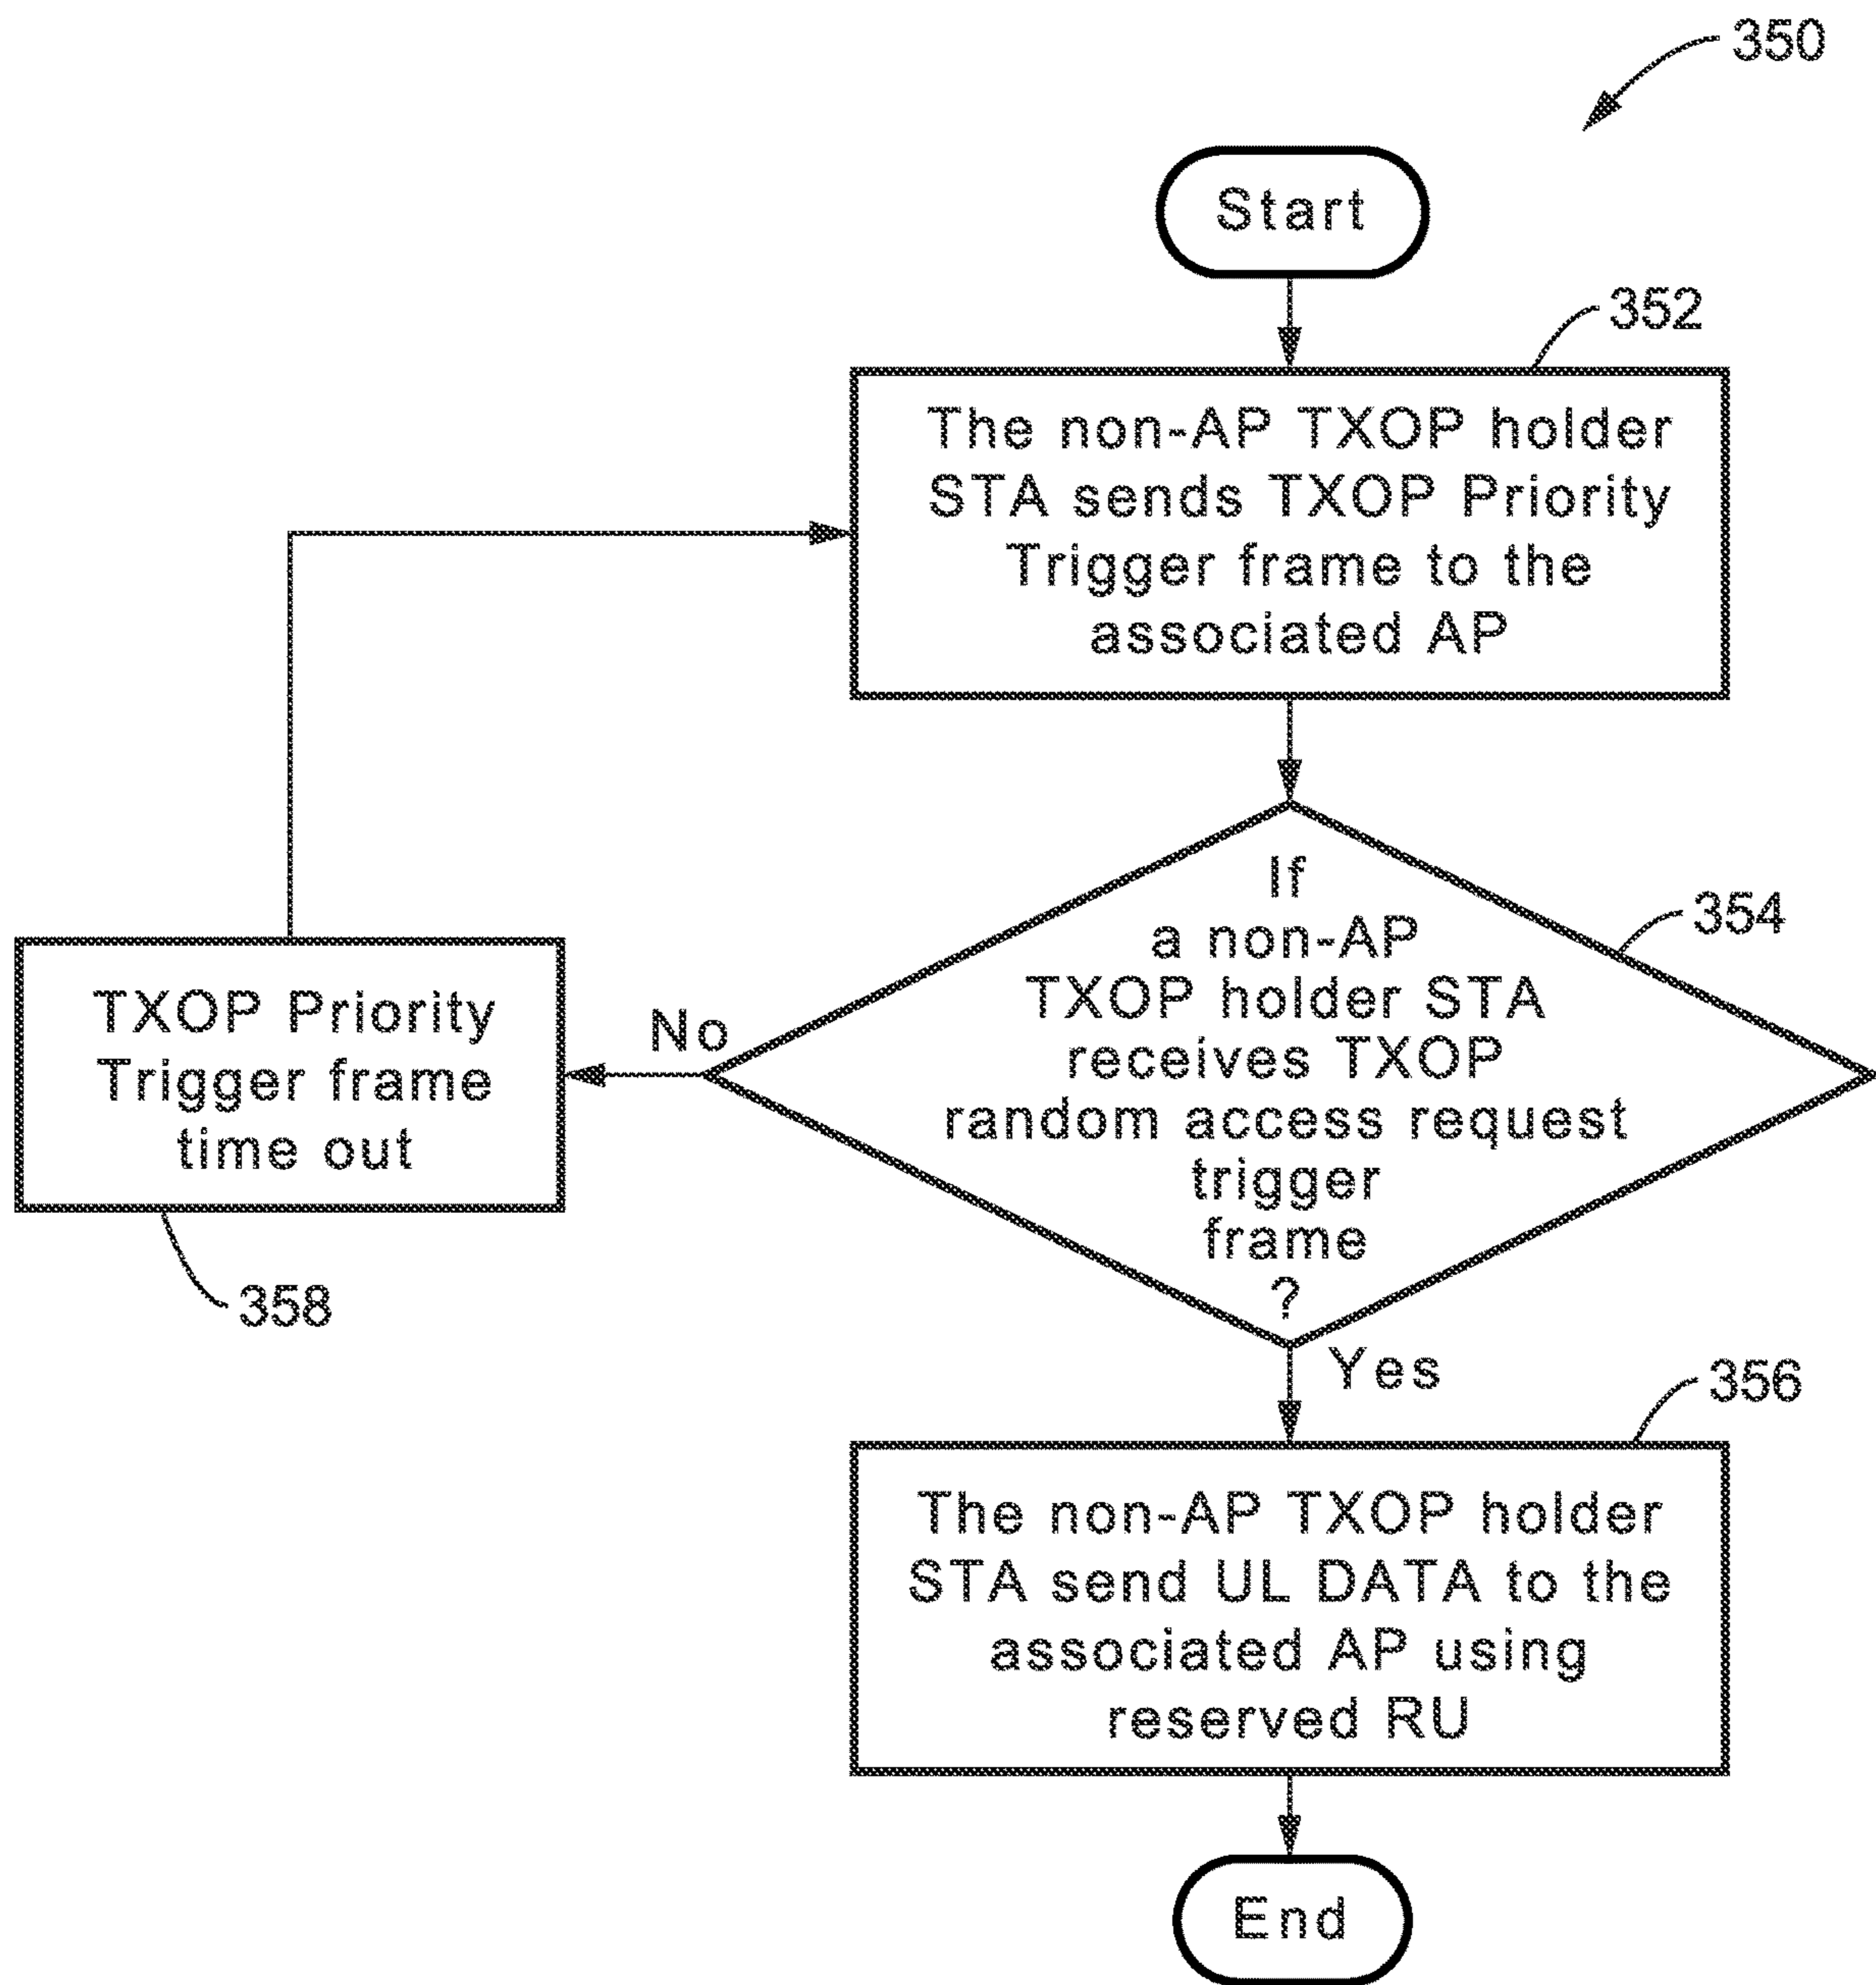 350
Start
352
The non-AP TXOP holder
STA sends TXOP Priority
Trigger frame to the
associated AP
If
a non-AP
TXOP holder STA
receives TXOP
random access request
trigger
frame
?
354
No
TXOP Priority
Trigger frame
time out
358
Yes
356
The non-AP TXOP holder
STA send UL DATA to the
associated AP using
reserved RU
End